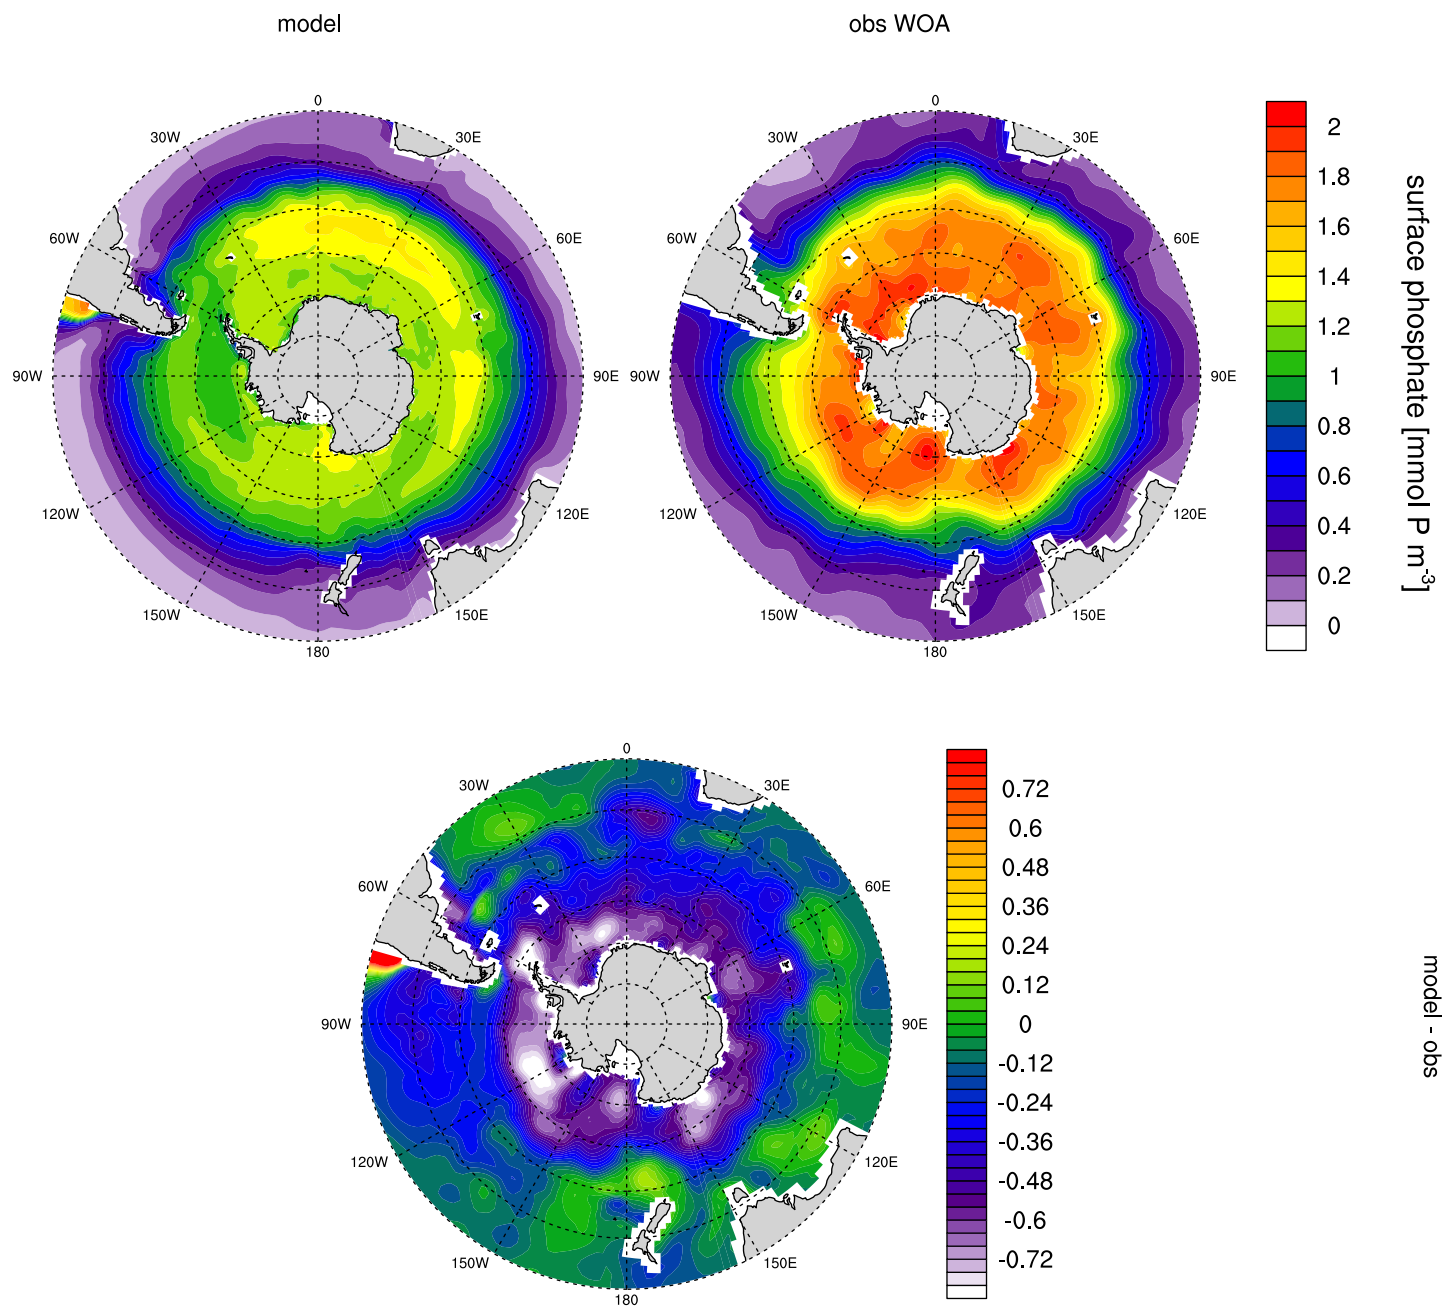 model
obs WOA
0
30W
30E
60W
60E
90W
90E
120W
120E
150W
150E
180
0
30W
30E
60W
60E
90W
90E
120W
120E
150W
150E
180
2
1.8
1.6
1.4
1.2
1
0.8
0.6
0.4
0.2
0
surface phosphate [mmol P m⁻³]
0
30W
30E
60W
60E
90W
90E
120W
120E
150W
150E
180
0.72
0.6
0.48
0.36
0.24
0.12
0
-0.12
-0.24
-0.36
-0.48
-0.6
-0.72
model - obs